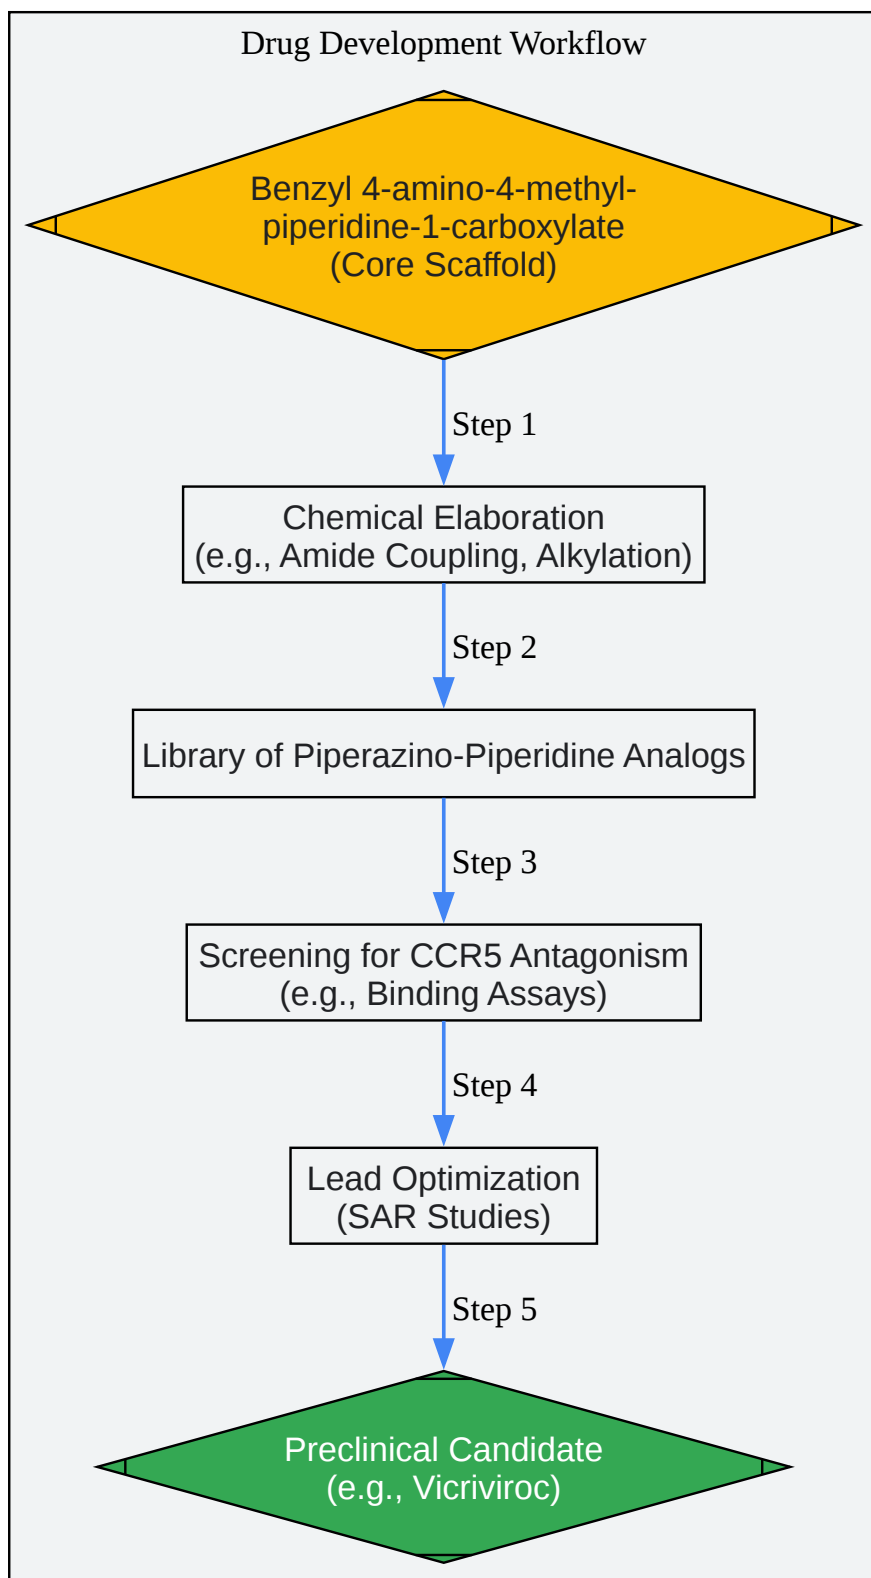 Drug Development Workflow
Benzyl 4-amino-4-methyl-
piperidine-1-carboxylate
(Core Scaffold)
Step 1
Chemical Elaboration
(e.g., Amide Coupling, Alkylation)
Step 2
Library of Piperazino-Piperidine Analogs
Step 3
Screening for CCR5 Antagonism
(e.g., Binding Assays)
Step 4
Lead Optimization
(SAR Studies)
Step 5
Preclinical Candidate
(e.g., Vicriviroc)